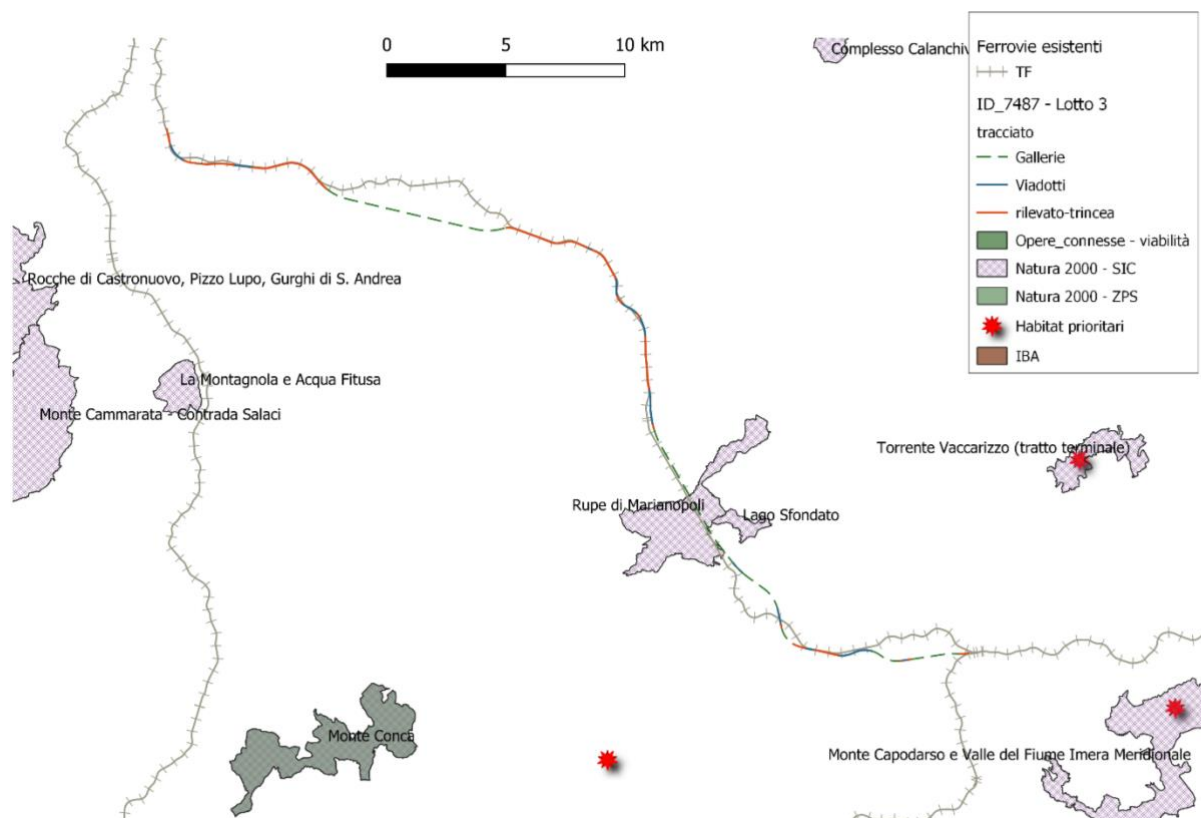 0 5 10 km
Complesso Calanchiv
Ferrovie esistenti
TF
ID_7487 - Lotto 3
tracciato
Gallerie
Viadotti
rilevato-trincea
Opere_connesse - viabilità
Natura 2000 - SIC
Natura 2000 - ZPS
Habitat prioritari
IBA
Rocche di Castronuovo, Pizzo Lupo, Gurghi di S. Andrea
La Montagnola e Acqua Fitusa
Monte Cammarata - Contrada Salaci
Torrente Vaccarizzo (tratto terminale)
Rupe di Marianopoli
Lago Sfondato
Monte Conca
Monte Capodarso e Valle del Fiume Imera Meridionale